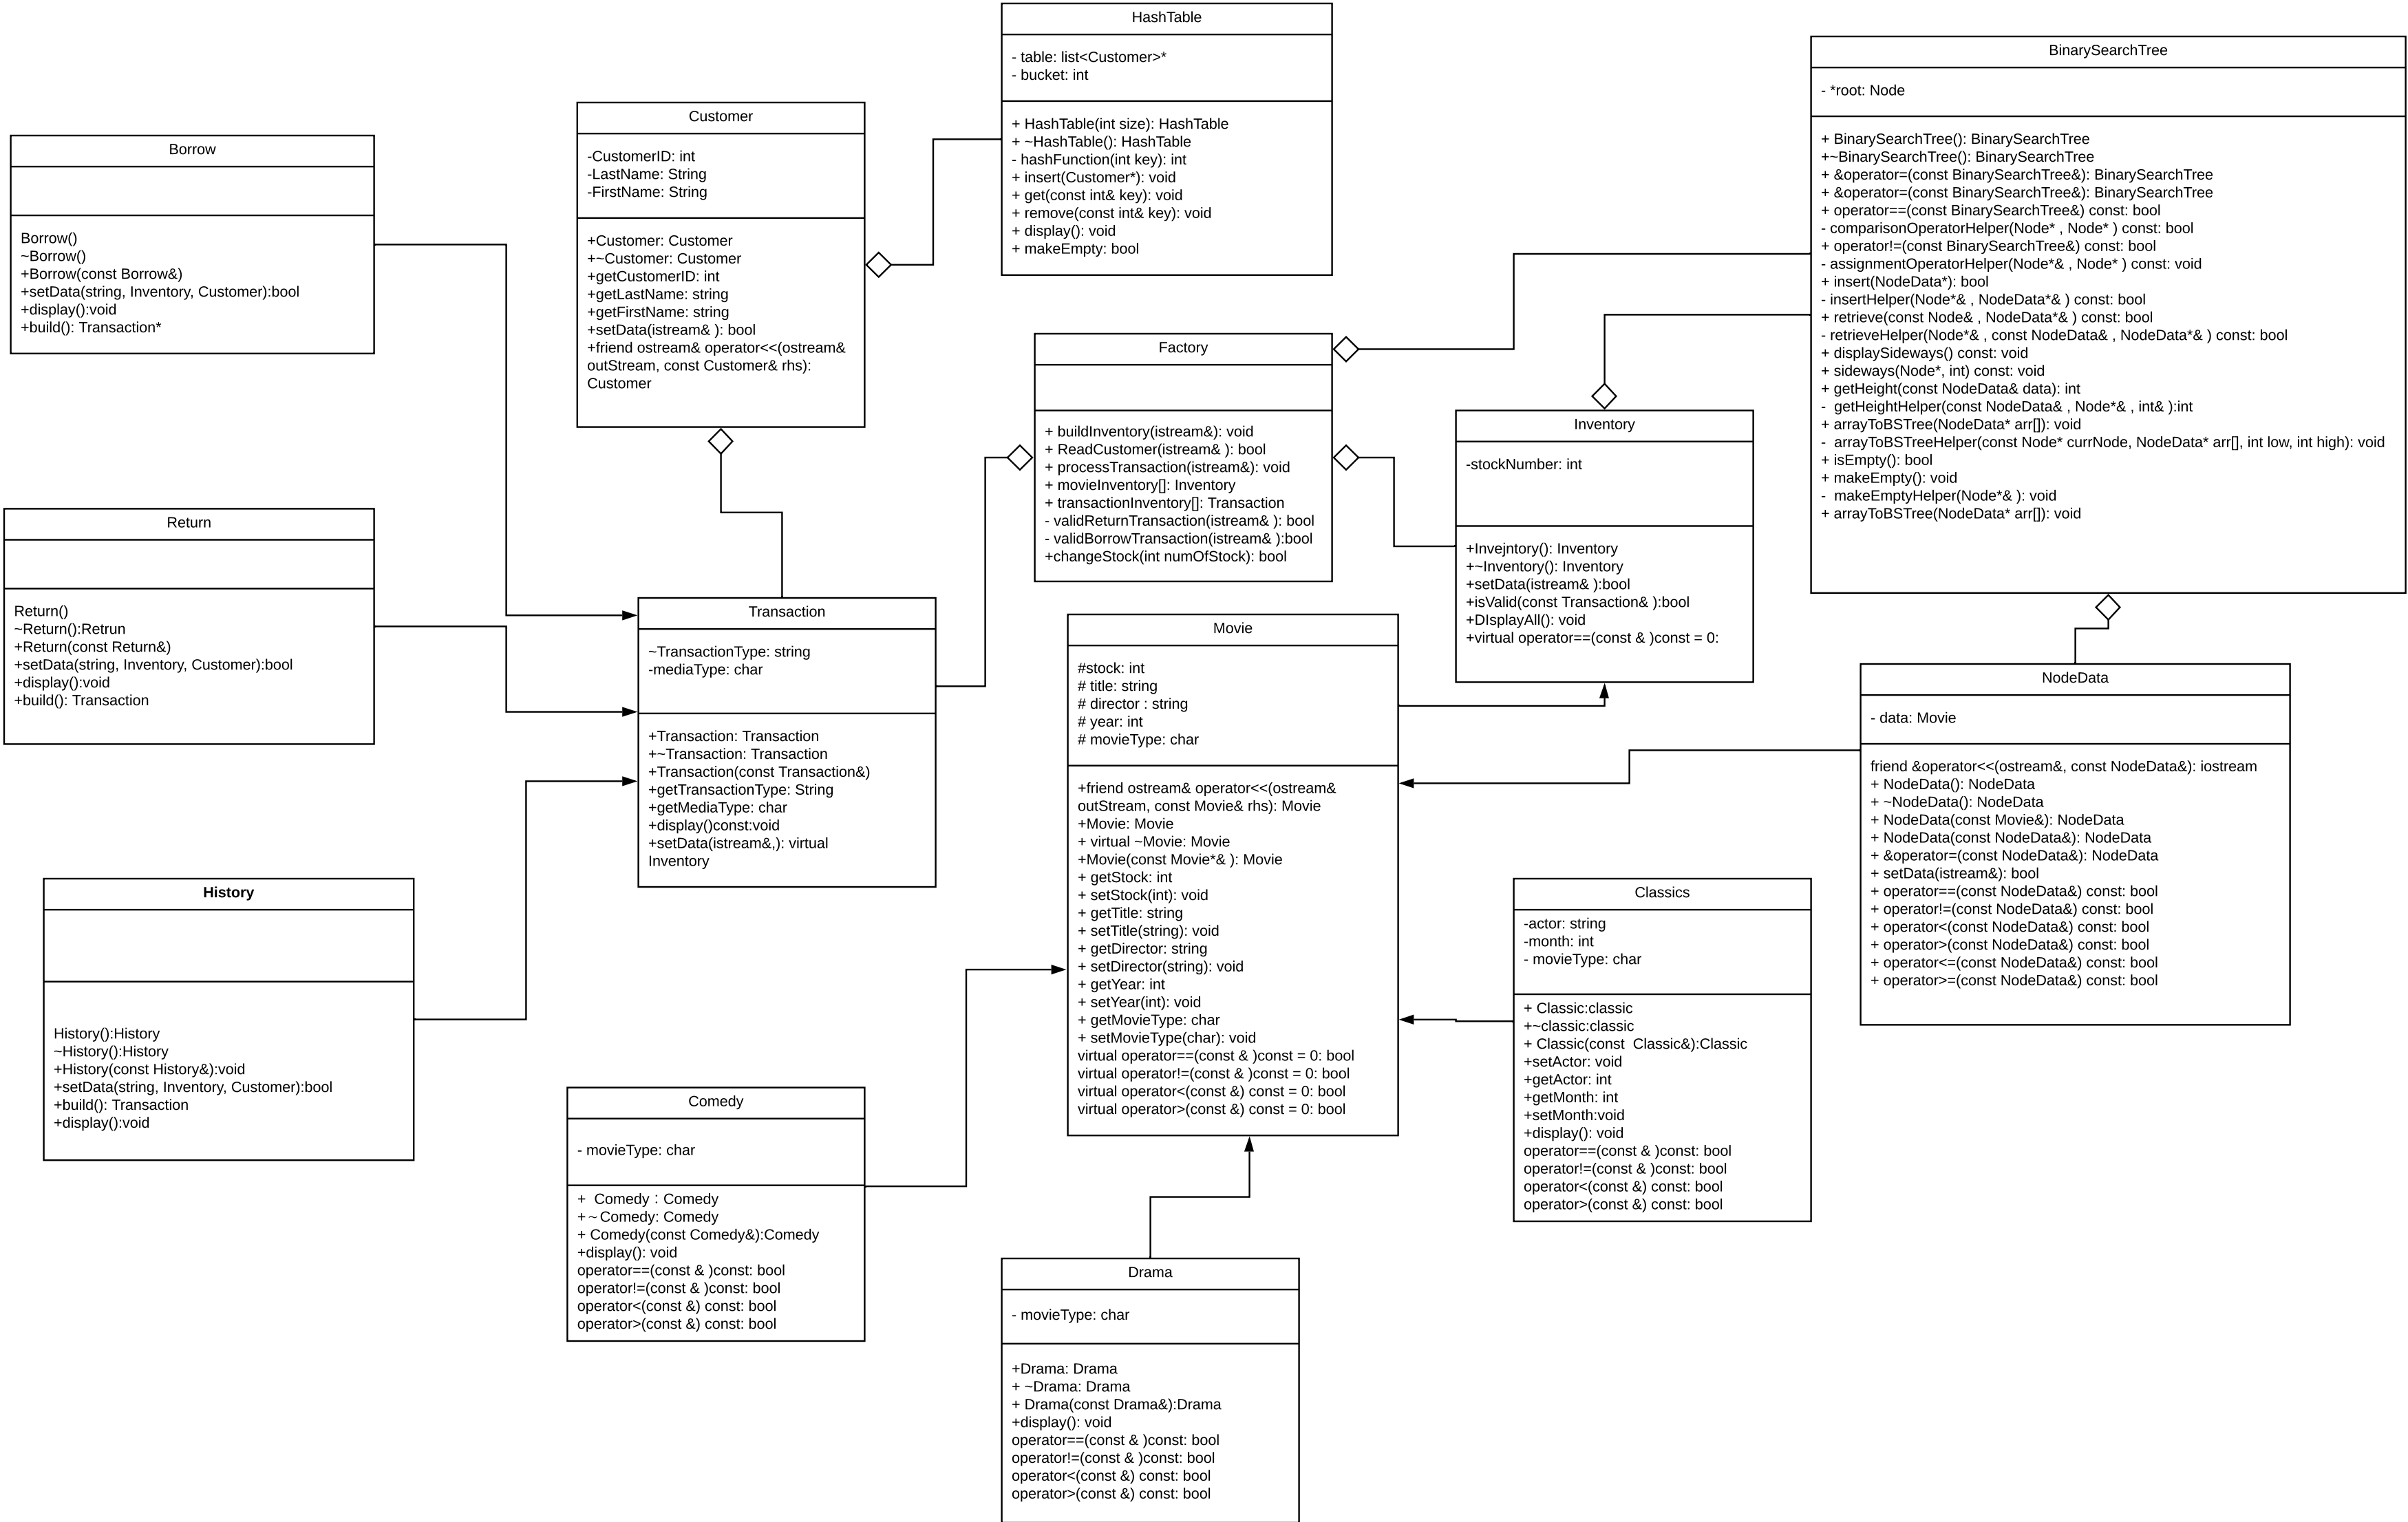 HashTable
- table: list<Customer>*
- bucket: int
+ HashTable(int size): HashTable
+ ~HashTable(): HashTable
- hashFunction(int key): int
+ insert(Customer*): void
+ get(const int& key): void
+ remove(const int& key): void
+ display(): void
+ makeEmpty: bool
BinarySearchTree
- *root: Node
+ BinarySearchTree(): BinarySearchTree
+~BinarySearchTree(): BinarySearchTree
+ &operator=(const BinarySearchTree&): BinarySearchTree
+ &operator=(const BinarySearchTree&): BinarySearchTree
+ operator==(const BinarySearchTree&) const: bool
- comparisonOperatorHelper(Node* , Node* ) const: bool
+ operator!=(const BinarySearchTree&) const: bool
- assignmentOperatorHelper(Node*& , Node* ) const: void
+ insert(NodeData*): bool
- insertHelper(Node*& , NodeData*& ) const: bool
+ retrieve(const Node& , NodeData*& ) const: bool
- retrieveHelper(Node*& , const NodeData& , NodeData*& ) const: bool
+ displaySideways() const: void
+ sideways(Node*, int) const: void
+ getHeight(const NodeData& data): int
-  getHeightHelper(const NodeData& , Node*& , int& ):int
+ arrayToBSTree(NodeData* arr[]): void
-  arrayToBSTreeHelper(const Node* currNode, NodeData* arr[], int low, int high): void
+ isEmpty(): bool
+ makeEmpty(): void
-  makeEmptyHelper(Node*& ): void
+ arrayToBSTree(NodeData* arr[]): void
Customer
-CustomerID: int
-LastName: String
-FirstName: String
+Customer: Customer
+~Customer: Customer
+getCustomerID: int
+getLastName: string
+getFirstName: string
+setData(istream& ): bool
+friend ostream& operator<<(ostream&
outStream, const Customer& rhs):
Customer
Borrow
Borrow()
~Borrow()
+Borrow(const Borrow&)
+setData(string, Inventory, Customer):bool
+display():void
+build(): Transaction*
Factory
+ buildInventory(istream&): void
+ ReadCustomer(istream& ): bool
+ processTransaction(istream&): void
+ movieInventory[]: Inventory
+ transactionInventory[]: Transaction
- validReturnTransaction(istream& ): bool
- validBorrowTransaction(istream& ):bool
+changeStock(int numOfStock): bool
Inventory
-stockNumber: int
+Invejntory(): Inventory
+~Inventory(): Inventory
+setData(istream& ):bool
+isValid(const Transaction& ):bool
+DIsplayAll(): void
+virtual operator==(const & )const = 0:
Return
Return()
~Return():Retrun
+Return(const Return&)
+setData(string, Inventory, Customer):bool
+display():void
+build(): Transaction
Transaction
~TransactionType: string
-mediaType: char
+Transaction: Transaction
+~Transaction: Transaction
+Transaction(const Transaction&)
+getTransactionType: String
+getMediaType: char
+display()const:void
+setData(istream&,): virtual
Inventory
Movie
#stock: int
# title: string
# director : string
# year: int
# movieType: char
+friend ostream& operator<<(ostream&
outStream, const Movie& rhs): Movie
+Movie: Movie
+ virtual ~Movie: Movie
+Movie(const Movie*& ): Movie
+ getStock: int
+ setStock(int): void
+ getTitle: string
+ setTitle(string): void
+ getDirector: string
+ setDirector(string): void
+ getYear: int
+ setYear(int): void
+ getMovieType: char
+ setMovieType(char): void
virtual operator==(const & )const = 0: bool
virtual operator!=(const & )const = 0: bool
virtual operator<(const &) const = 0: bool
virtual operator>(const &) const = 0: bool
NodeData
- data: Movie
friend &operator<<(ostream&, const NodeData&): iostream
+ NodeData(): NodeData
+ ~NodeData(): NodeData
+ NodeData(const Movie&): NodeData
+ NodeData(const NodeData&): NodeData
+ &operator=(const NodeData&): NodeData
+ setData(istream&): bool
+ operator==(const NodeData&) const: bool
+ operator!=(const NodeData&) const: bool
+ operator<(const NodeData&) const: bool
+ operator>(const NodeData&) const: bool
+ operator<=(const NodeData&) const: bool
+ operator>=(const NodeData&) const: bool
History
History():History
~History():History
+History(const History&):void
+setData(string, Inventory, Customer):bool
+build(): Transaction
+display():void
Classics
-actor: string
-month: int
- movieType: char
+ Classic:classic
+~classic:classic
+ Classic(const  Classic&):Classic
+setActor: void
+getActor: int
+getMonth: int
+setMonth:void
+display(): void
operator==(const & )const: bool
operator!=(const & )const: bool
operator<(const &) const: bool
operator>(const &) const: bool
Comedy
- movieType: char
+  Comedy：Comedy
+～Comedy: Comedy
+ Comedy(const Comedy&):Comedy
+display(): void
operator==(const & )const: bool
operator!=(const & )const: bool
operator<(const &) const: bool
operator>(const &) const: bool
Drama
- movieType: char
+Drama: Drama
+ ~Drama: Drama
+ Drama(const Drama&):Drama
+display(): void
operator==(const & )const: bool
operator!=(const & )const: bool
operator<(const &) const: bool
operator>(const &) const: bool